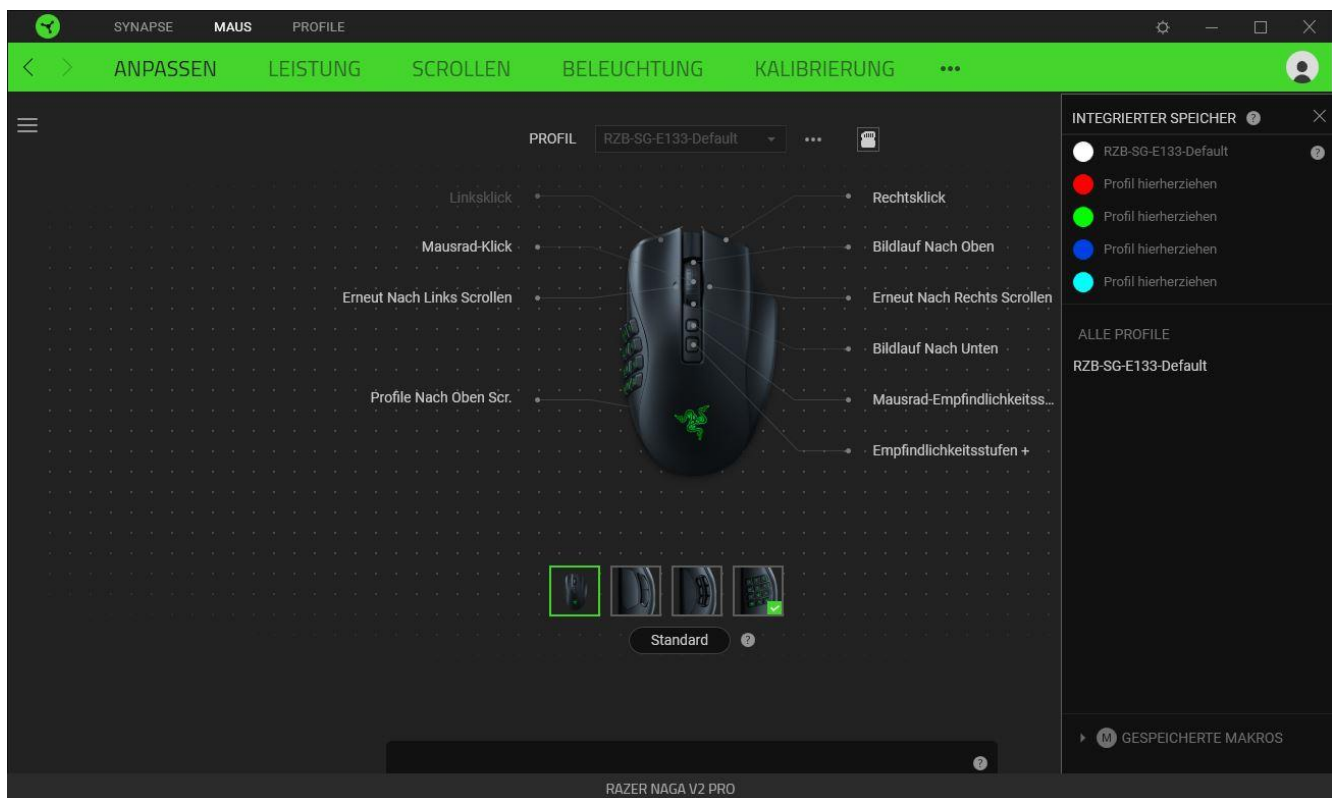 SYNAPSE MAUS PROFILE
ANPASSEN LEISTUNG SCROLLEN BELEUCHTUNG KALIBRIERUNG •••
PROFIL RZB-SG-E133-Default •••
Linksklick
Mausrad-Klick
Erneut Nach Links Scrollen
Profile Nach Oben Scr.
Rechtsklick
Bildlauf Nach Oben
Erneut Nach Rechts Scrollen
Bildlauf Nach Unten
Mausrad-Empfindlichkeitss...
Empfindlichkeitsstufen +
Standard ?
?
INTEGRIERTER SPEICHER ?
RZB-SG-E133-Default ?
Profil hierherziehen
Profil hierherziehen
Profil hierherziehen
Profil hierherziehen
ALLE PROFILE
RZB-SG-E133-Default
M GESPEICHERTE MAKROS
RAZER NAGA V2 PRO